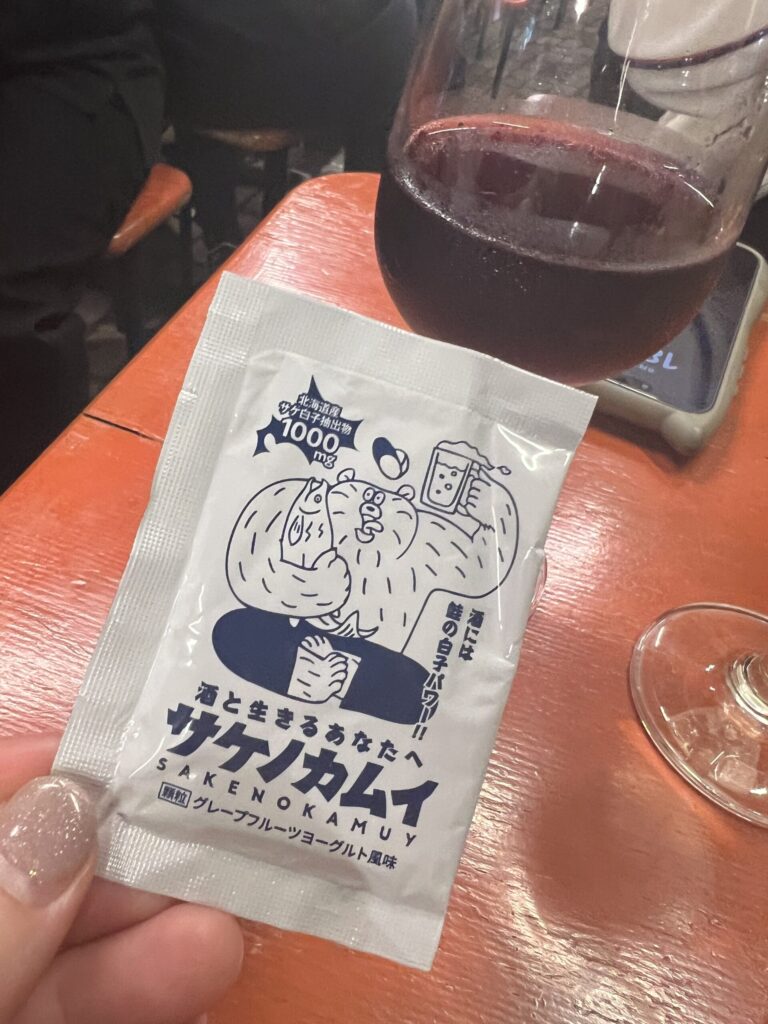 北海道産
サケ白子抽出物
1000
mg
酒には
鮭の白子パワー!!
酒と生きるあなたへ
サケノカムイ
SAKENOKAMUY
顆粒 グレープフルーツヨーグルト風味